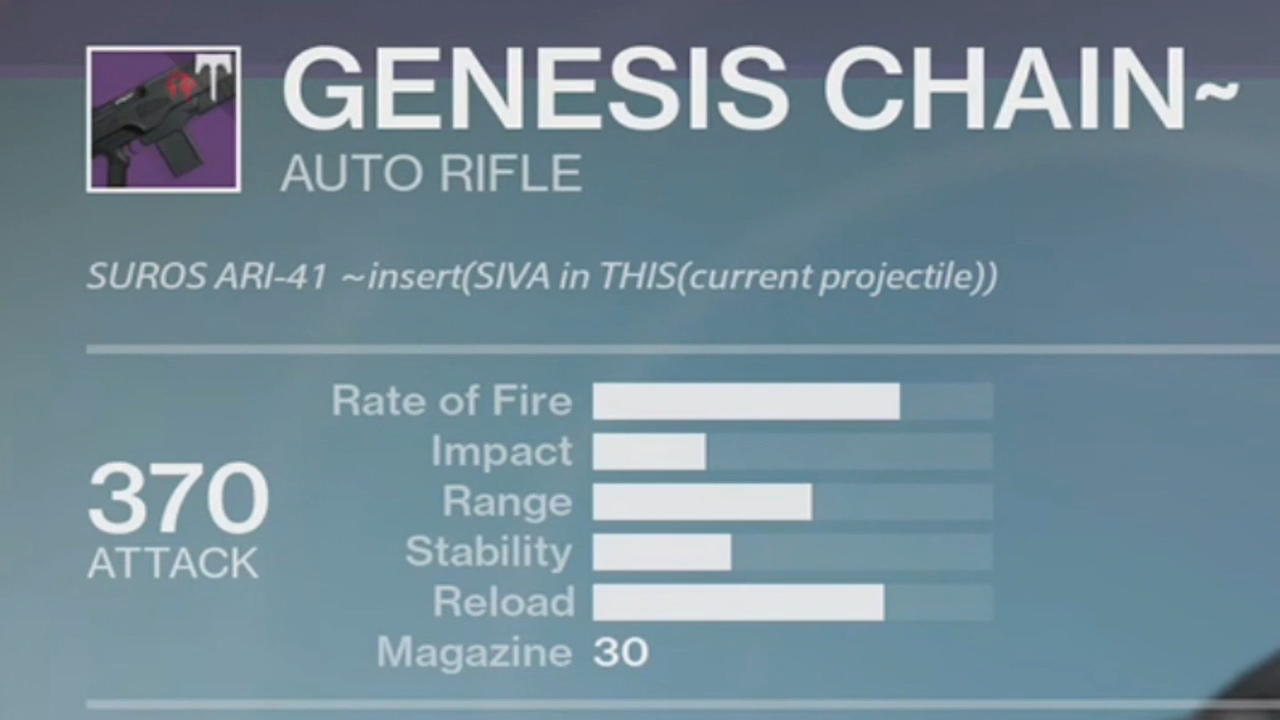 GENESIS CHAIN~
AUTO RIFLE
SUROS ARI-41 ~insert(SIVA in THIS(current projectile))
370
ATTACK
Rate of Fire
Impact
Range
Stability
Reload
Magazine 30